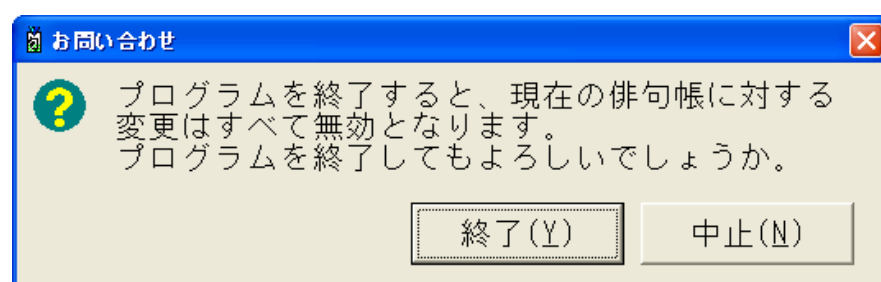 お問い合わせ
プログラムを終了すると、現在の俳句帳に対する
変更はすべて無効となります。
プログラムを終了してもよろしいでしょうか。
終了(Y) 中止(N)